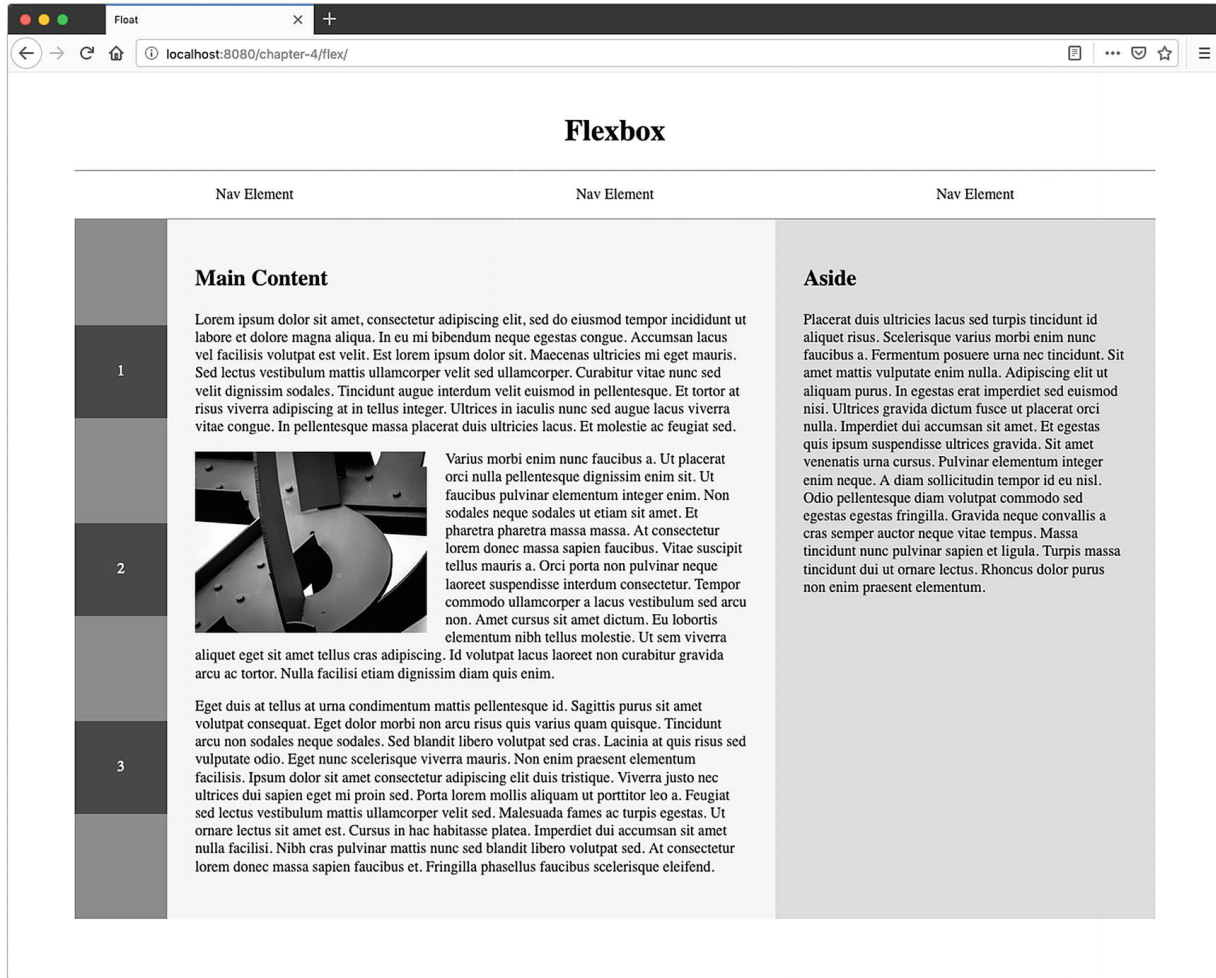 Float
localhost:8080/chapter-4/flex/
Flexbox
Nav Element
Nav Element
Nav Element
1
2
3
Main Content
Lorem ipsum dolor sit amet, consectetur adipiscing elit, sed do eiusmod tempor incididunt ut
labore et dolore magna aliqua. In eu mi bibendum neque egestas congue. Accumsan lacus
vel facilisis volutpat est velit. Est lorem ipsum dolor sit. Maecenas ultricies mi eget mauris.
Sed lectus vestibulum mattis ullamcorper velit sed ullamcorper. Curabitur vitae nunc sed
velit dignissim sodales. Tincidunt augue interdum velit euismod in pellentesque. Et tortor at
risus viverra adipiscing at in tellus integer. Ultrices in iaculis nunc sed augue lacus viverra
vitae congue. In pellentesque massa placerat duis ultricies lacus. Et molestie ac feugiat sed.
Varius morbi enim nunc faucibus a. Ut placerat
orci nulla pellentesque dignissim enim sit. Ut
faucibus pulvinar elementum integer enim. Non
sodales neque sodales ut etiam sit amet. Et
pharetra pharetra massa massa. At consectetur
lorem donec massa sapien faucibus. Vitae suscipit
tellus mauris a. Orci porta non pulvinar neque
laoreet suspendisse interdum consectetur. Tempor
commodo ullamcorper a lacus vestibulum sed arcu
non. Amet cursus sit amet dictum. Eu lobortis
elementum nibh tellus molestie. Ut sem viverra
aliquet eget sit amet tellus cras adipiscing. Id volutpat lacus laoreet non curabitur gravida
arcu ac tortor. Nulla facilisi etiam dignissim diam quis enim.
Eget duis at tellus at urna condimentum mattis pellentesque id. Sagittis purus sit amet
volutpat consequat. Eget dolor morbi non arcu risus quis varius quam quisque. Tincidunt
arcu non sodales neque sodales. Sed blandit libero volutpat sed cras. Lacinia at quis risus sed
vulputate odio. Eget nunc scelerisque viverra mauris. Non enim praesent elementum
facilisis. Ipsum dolor sit amet consectetur adipiscing elit duis tristique. Viverra justo nec
ultrices dui sapien eget mi proin sed. Porta lorem mollis aliquam ut porttitor leo a. Feugiat
sed lectus vestibulum mattis ullamcorper velit sed. Malesuada fames ac turpis egestas. Ut
ornare lectus sit amet est. Cursus in hac habitasse platea. Imperdiet dui accumsan sit amet
nulla facilisi. Nibh cras pulvinar mattis nunc sed blandit libero volutpat sed. At consectetur
lorem donec massa sapien faucibus et. Fringilla phasellus faucibus scelerisque eleifend.
Aside
Placerat duis ultricies lacus sed turpis tincidunt id
aliquet risus. Scelerisque varius morbi enim nunc
faucibus a. Fermentum posuere urna nec tincidunt. Sit
amet mattis vulputate enim nulla. Adipiscing elit ut
aliquam purus. In egestas erat imperdiet sed euismod
nisi. Ultrices gravida dictum fusce ut placerat orci
nulla. Imperdiet dui accumsan sit amet. Et egestas
quis ipsum suspendisse ultrices gravida. Sit amet
venenatis urna cursus. Pulvinar elementum integer
enim neque. A diam sollicitudin tempor id eu nisl.
Odio pellentesque diam volutpat commodo sed
egestas egestas fringilla. Gravida neque convallis a
cras semper auctor neque vitae tempus. Massa
tincidunt nunc pulvinar sapien et ligula. Turpis massa
tincidunt dui ut ornare lectus. Rhoncus dolor purus
non enim praesent elementum.